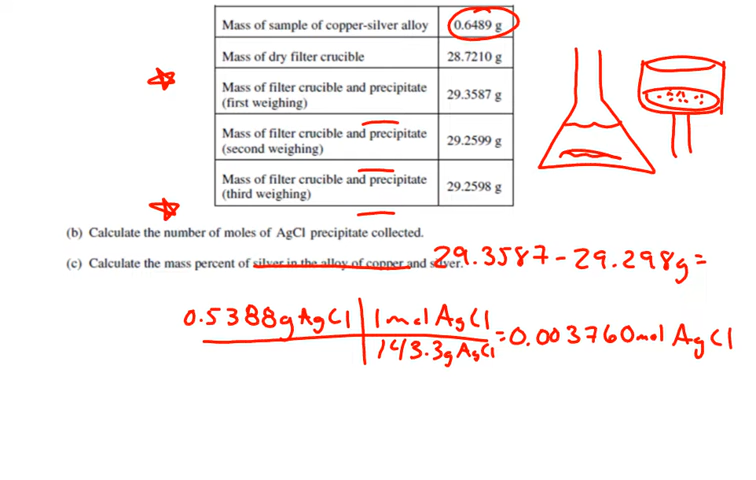 Mass of sample of copper-silver alloy 0.6489 g
Mass of dry filter crucible 28.7210 g
Mass of filter crucible and precipitate (first weighing) 29.3587 g
Mass of filter crucible and precipitate (second weighing) 29.2599 g
Mass of filter crucible and precipitate (third weighing) 29.2598 g
(b) Calculate the number of moles of AgCl precipitate collected.
(c) Calculate the mass percent of silver in the alloy of copper and silver.
29.3587 - 29.298g =
0.5388g AgCl | 1 mol AgCl
143.3g AgCl = 0.003760 mol AgCl